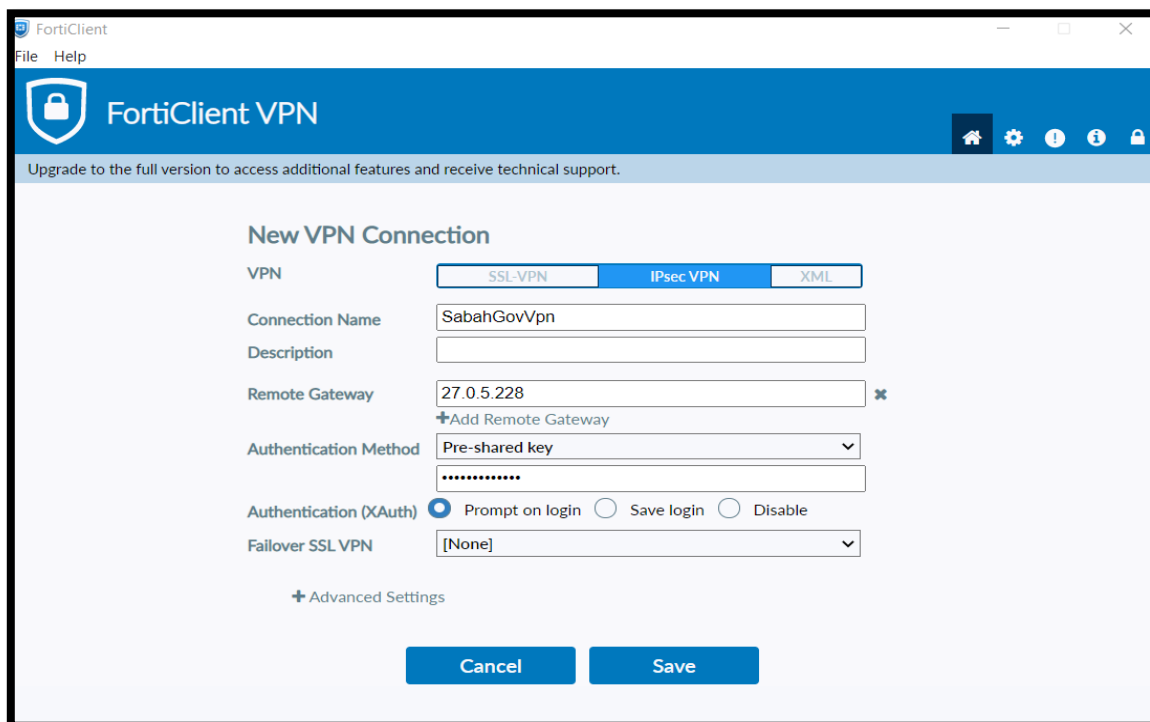 FortiClient
File Help
FortiClient VPN
Upgrade to the full version to access additional features and receive technical support.
New VPN Connection
VPN SSL-VPN IPsec VPN XML
Connection Name SabahGovVpn
Description
Remote Gateway 27.0.5.228
+Add Remote Gateway
Authentication Method Pre-shared key
•••••••••••••
Authentication (XAuth) Prompt on login Save login Disable
Failover SSL VPN [None]
+ Advanced Settings
Cancel Save